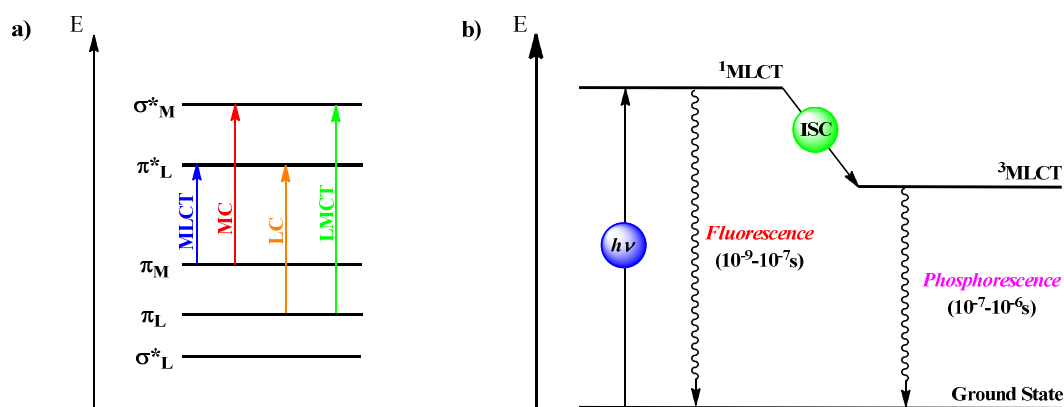 a)
E
σ*M
π*L
MLCT
MC
LC
LMCT
πM
πL
σ*L
b)
E
¹MLCT
ISC
³MLCT
hν
Fluorescence
(10⁻⁹-10⁻⁷s)
Phosphorescence
(10⁻⁷-10⁻⁶s)
Ground State